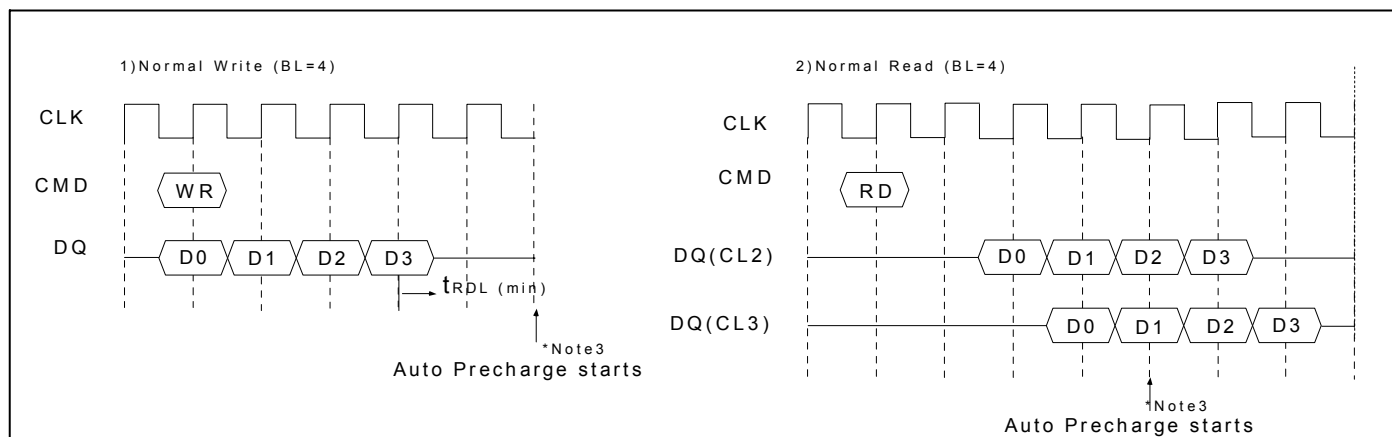 1)Normal Write (BL=4)
CLK
CMD
WR
DQ
D0 D1 D2 D3
tRDL (min)
*Note3
Auto Precharge starts
2)Normal Read (BL=4)
CLK
CMD
RD
DQ(CL2)
D0 D1 D2 D3
DQ(CL3)
D0 D1 D2 D3
*Note3
Auto Precharge starts